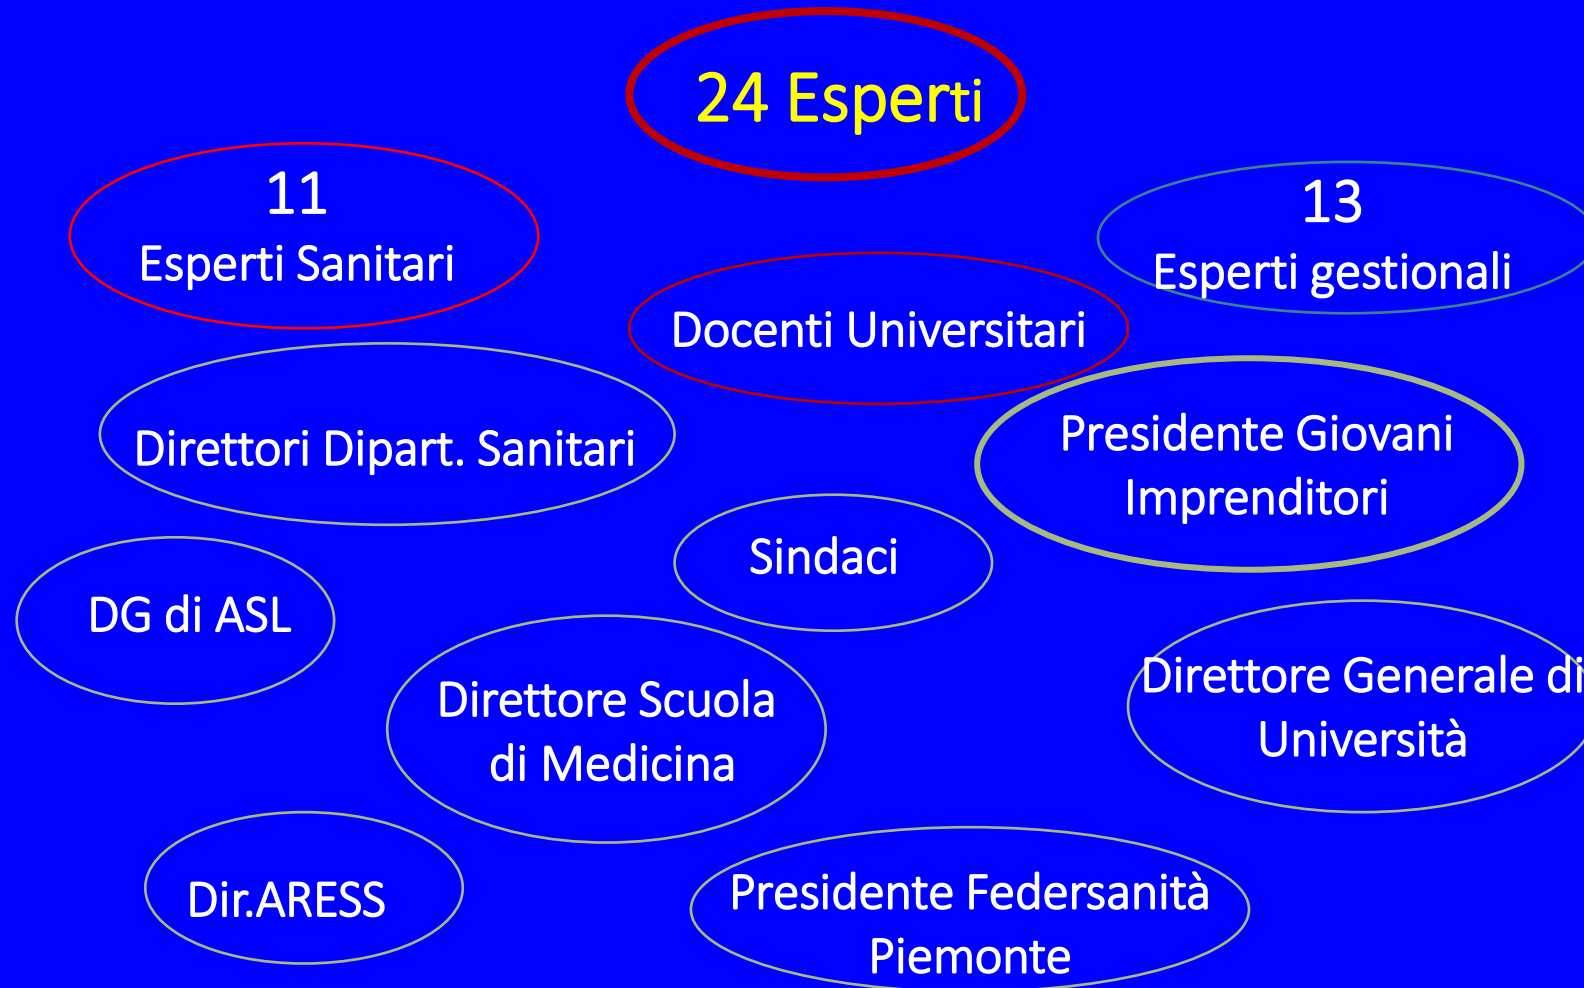 24 Esperti
11
Esperti Sanitari
13
Esperti gestionali
Docenti Universitari
Direttori Dipart. Sanitari
Presidente Giovani
Imprenditori
Sindaci
DG di ASL
Direttore Scuola
di Medicina
Direttore Generale di
Università
Dir.ARESS
Presidente Federsanità
Piemonte